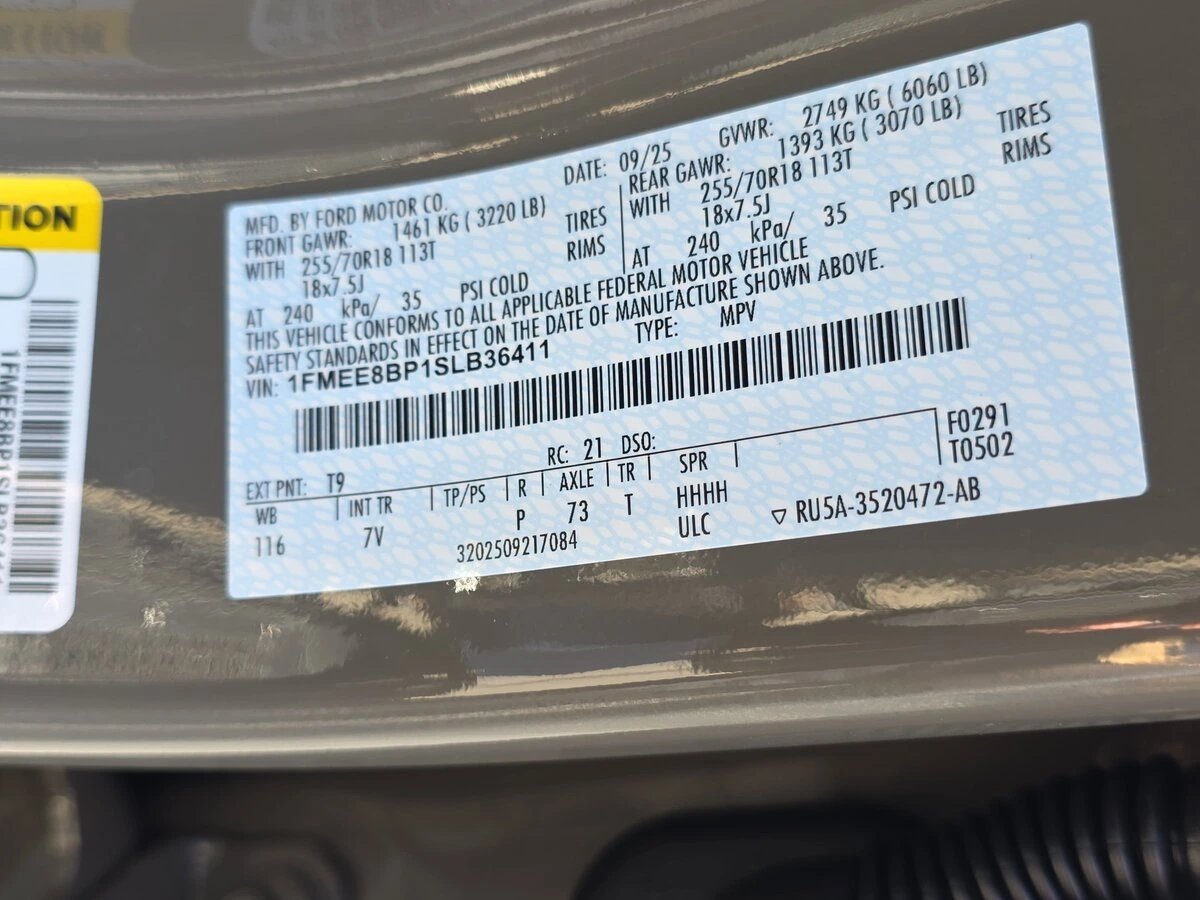 TION
1FMEE8BP1SLB36411
DATE: 09/25 GVWR: 2749 KG ( 6060 LB)
MFD. BY FORD MOTOR CO.
FRONT GAWR: 1461 KG ( 3220 LB)
WITH 255/70R18 113T TIRES
18x7.5J RIMS
AT 240 kPa/ 35 PSI COLD
REAR GAWR: 1393 KG ( 3070 LB)
WITH 255/70R18 113T TIRES
18x7.5J RIMS
AT 240 kPa/ 35 PSI COLD
THIS VEHICLE CONFORMS TO ALL APPLICABLE FEDERAL MOTOR VEHICLE
SAFETY STANDARDS IN EFFECT ON THE DATE OF MANUFACTURE SHOWN ABOVE.
VIN: 1FMEE8BP1SLB36411 TYPE: MPV
EXT PNT: T9 RC: 21 DSO:
WB INT TR TP/PS R AXLE TR SPR
116 7V P 73 T HHHH
3202509217084 ULC
F0291
T0502
▽ RU5A-3520472-AB